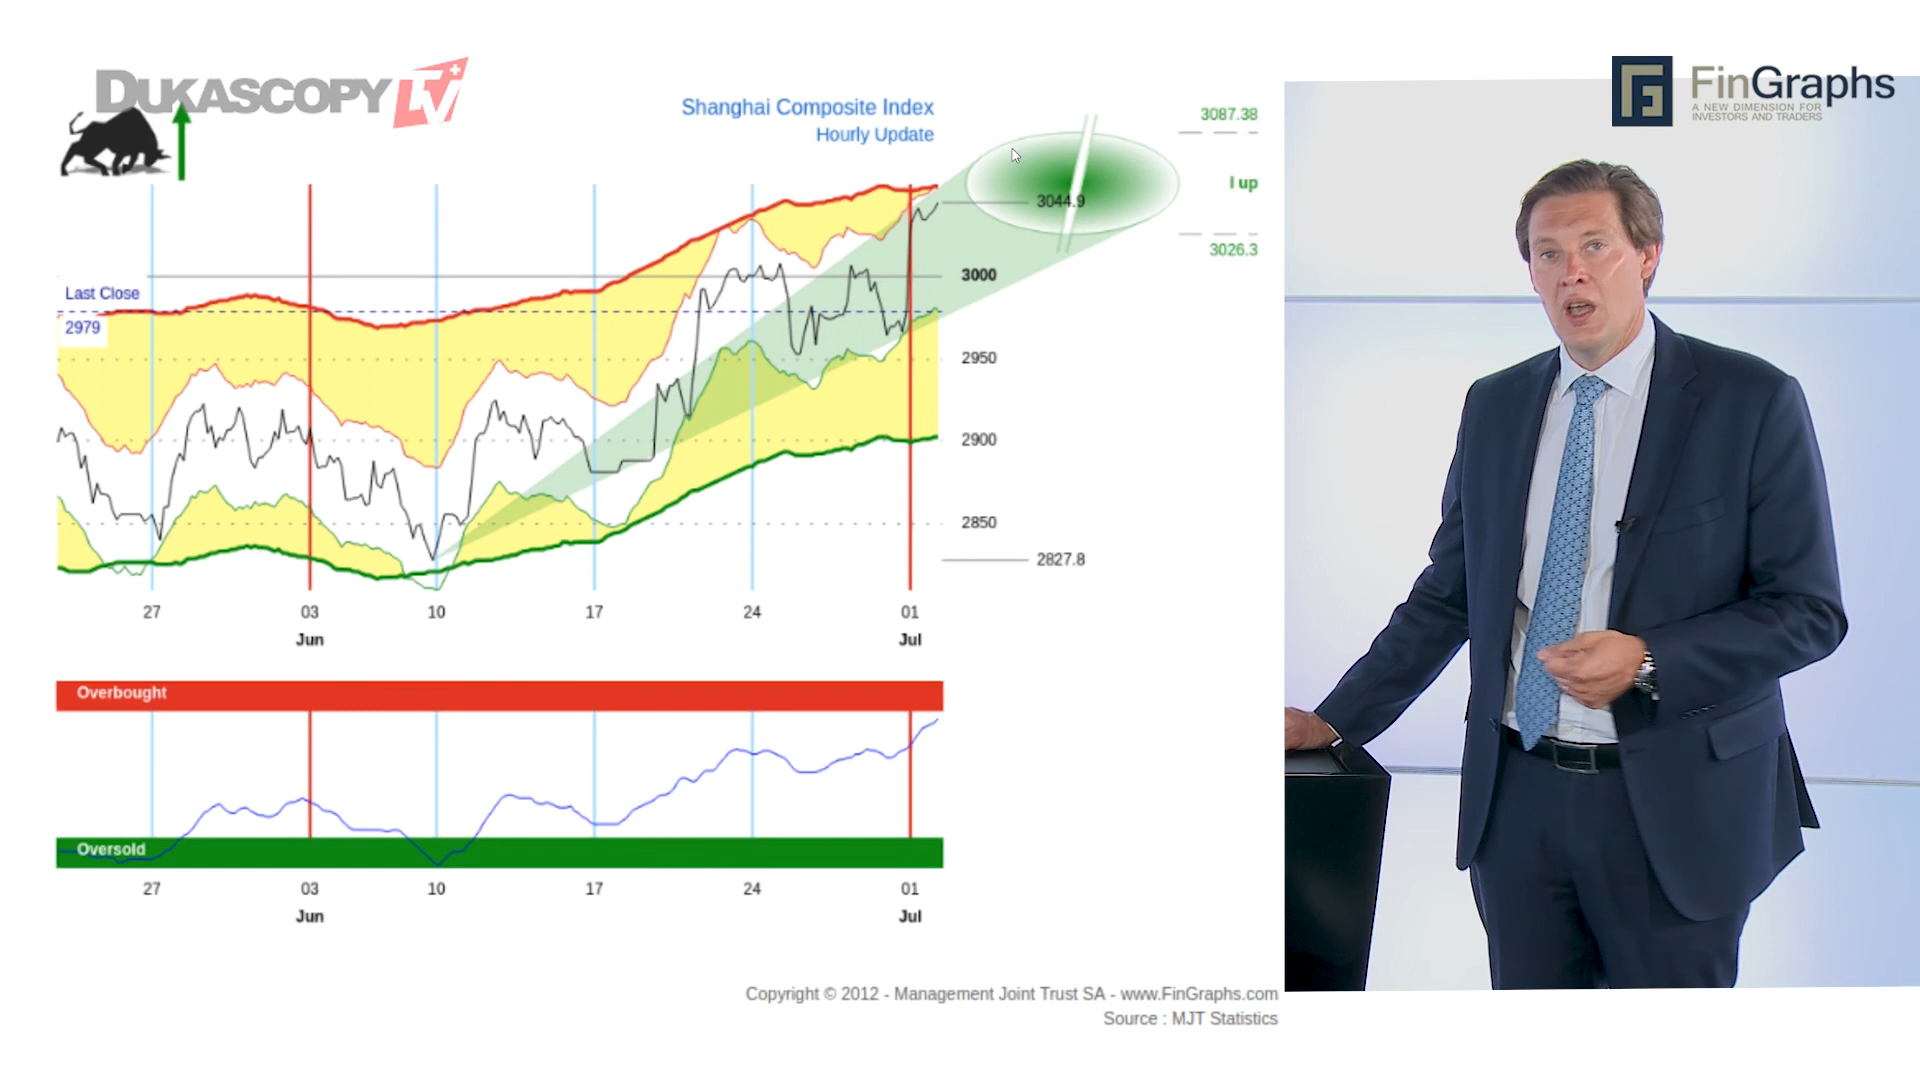 DUKASCOPY TV
FinGraphs
A NEW DIMENSION FOR
INVESTORS AND TRADERS
Shanghai Composite Index
Hourly Update
3087.38
I up
3044.9
3026.3
3000
Last Close
2979
2950
2900
2850
2827.8
27 03 10 17 24 01
Jun Jul
Overbought
Oversold
27 03 10 17 24 01
Jun Jul
Copyright © 2012 - Management Joint Trust SA - www.FinGraphs.com
Source : MJT Statistics